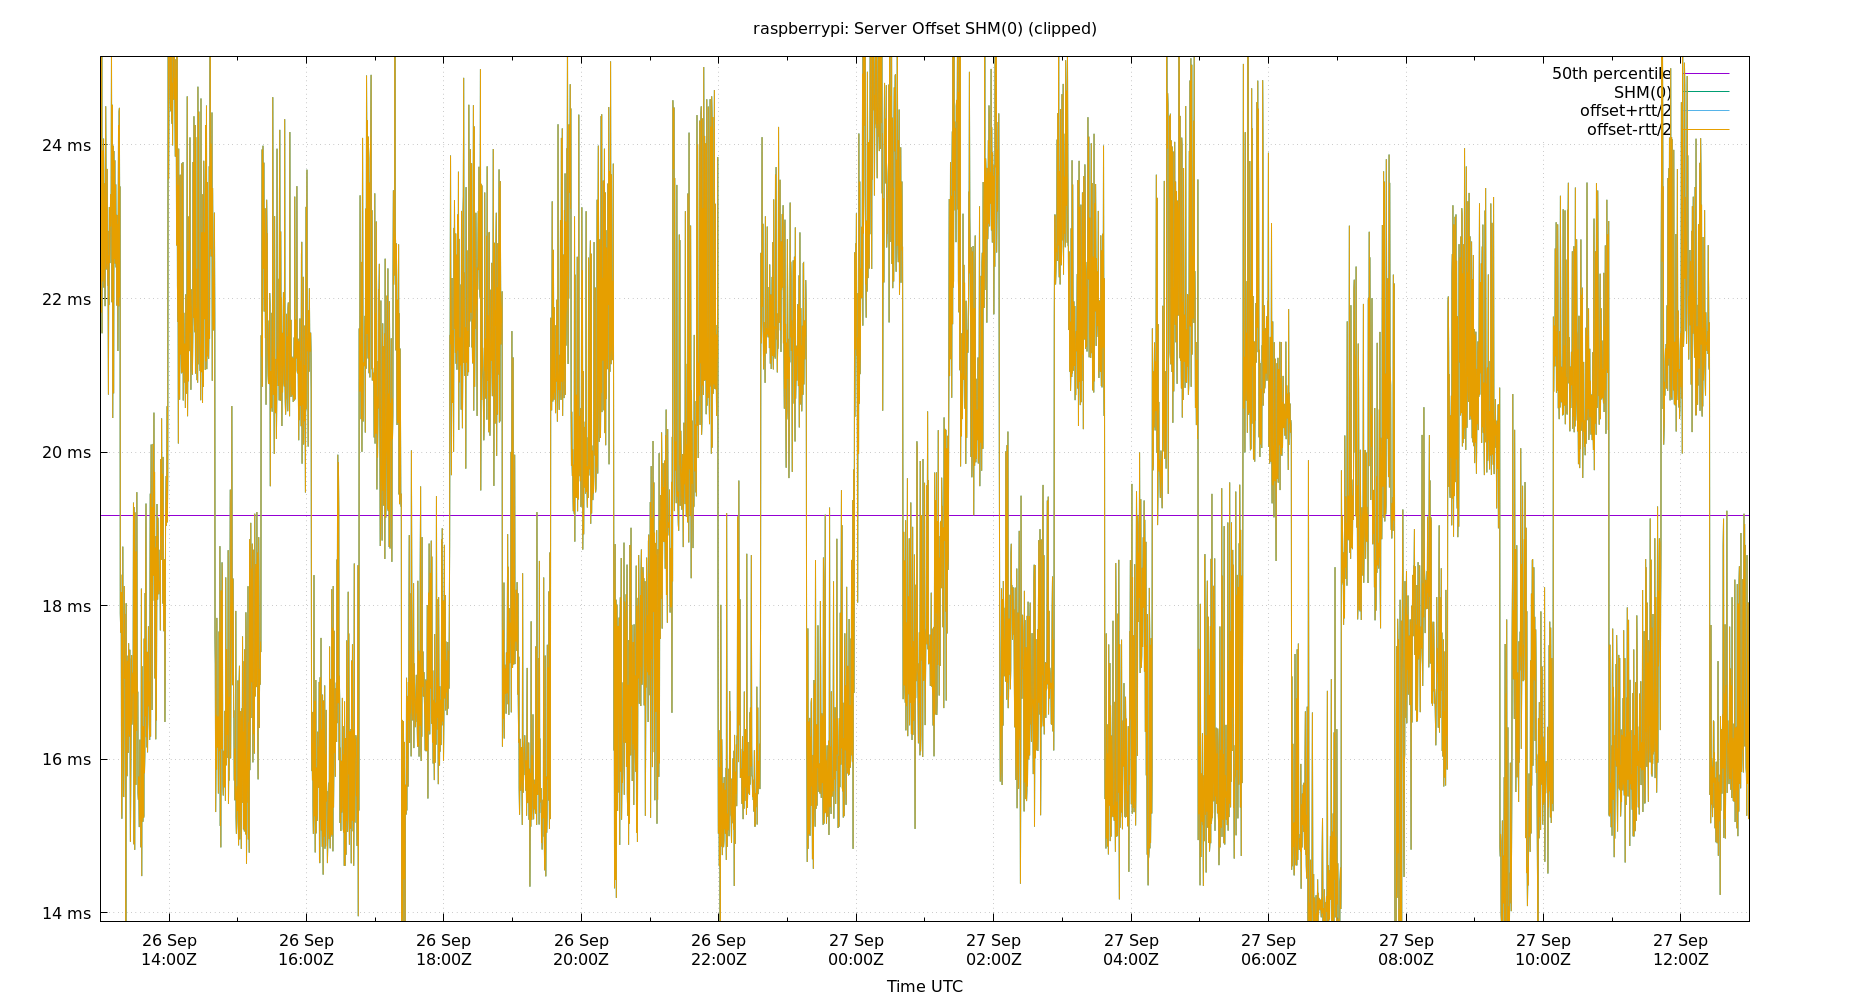 raspberrypi: Server Offset SHM(0) (clipped)
50th percentile
SHM(0)
offset+rtt/2
offset-rtt/2
24 ms
22 ms
20 ms
18 ms
16 ms
14 ms
26 Sep 26 Sep 26 Sep 26 Sep 26 Sep 27 Sep 27 Sep 27 Sep 27 Sep 27 Sep 27 Sep 27 Sep
14:00Z 16:00Z 18:00Z 20:00Z 22:00Z 00:00Z 02:00Z 04:00Z 06:00Z 08:00Z 10:00Z 12:00Z
Time UTC